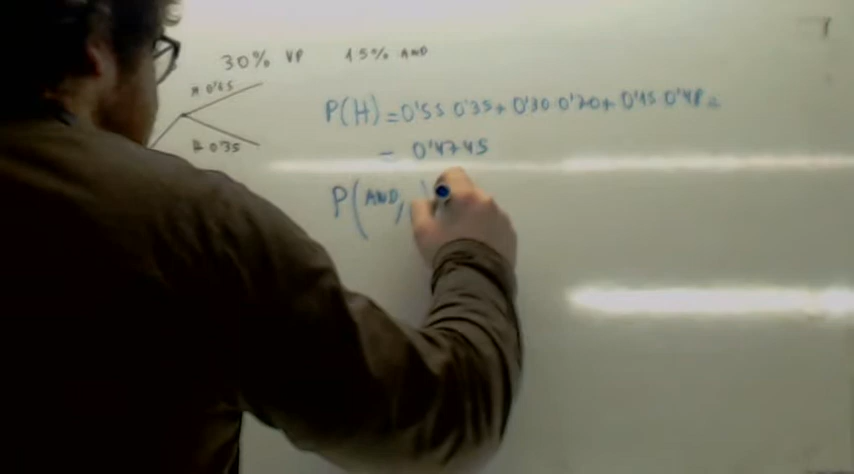 30% VP 15% AND
0'65
P(H) = 0'55 0'35 + 0'30 0'70 + 0'15 0'48 =
0'35
= 0'4745
P(AND/